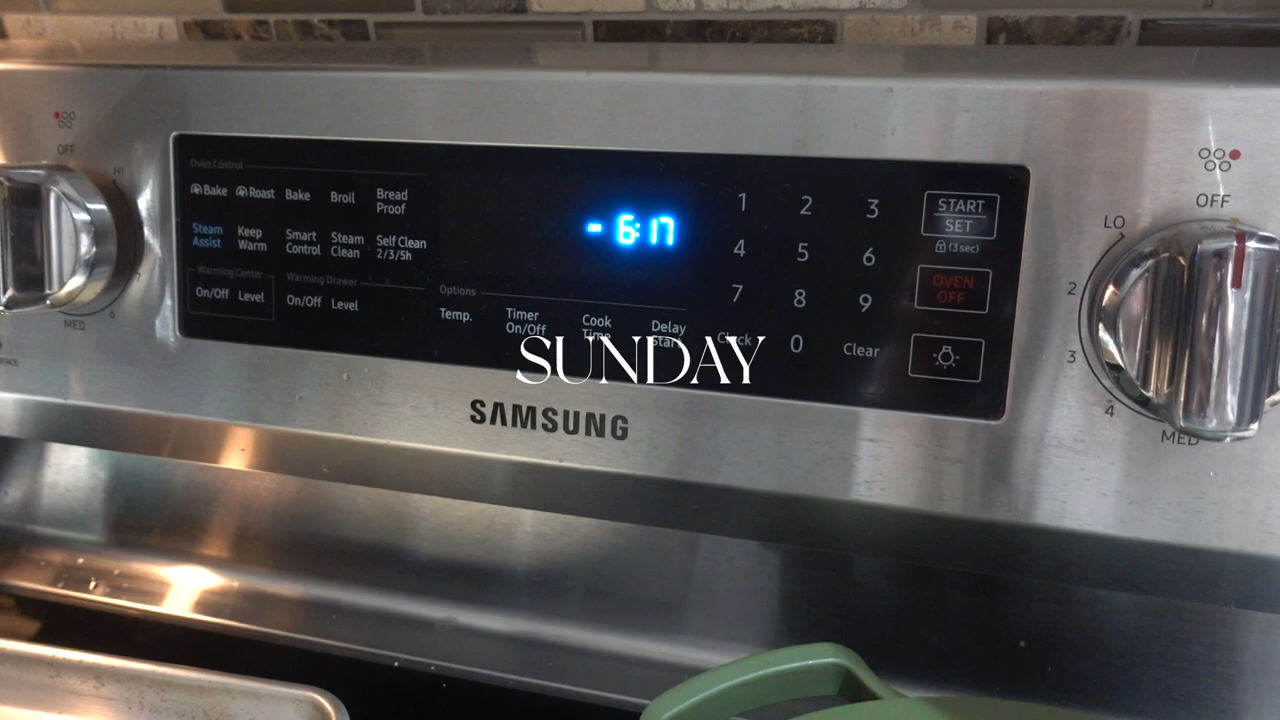 OFF
HI
6
MED
Oven Control
Bake Roast Bake Broil Bread Proof
Steam Assist Keep Warm Smart Control Steam Clean Self Clean 2/3/5h
Warming Center
On/Off Level
Warming Drawer
On/Off Level
- 6:17
Options
Temp. Timer On/Off Cook Time Delay Start Clock
1 2 3
4 5 6
7 8 9
0 Clear
START
SET
(3 sec)
OVEN
OFF
SUNDAY
SAMSUNG
OFF
LO
2
3
4
MED